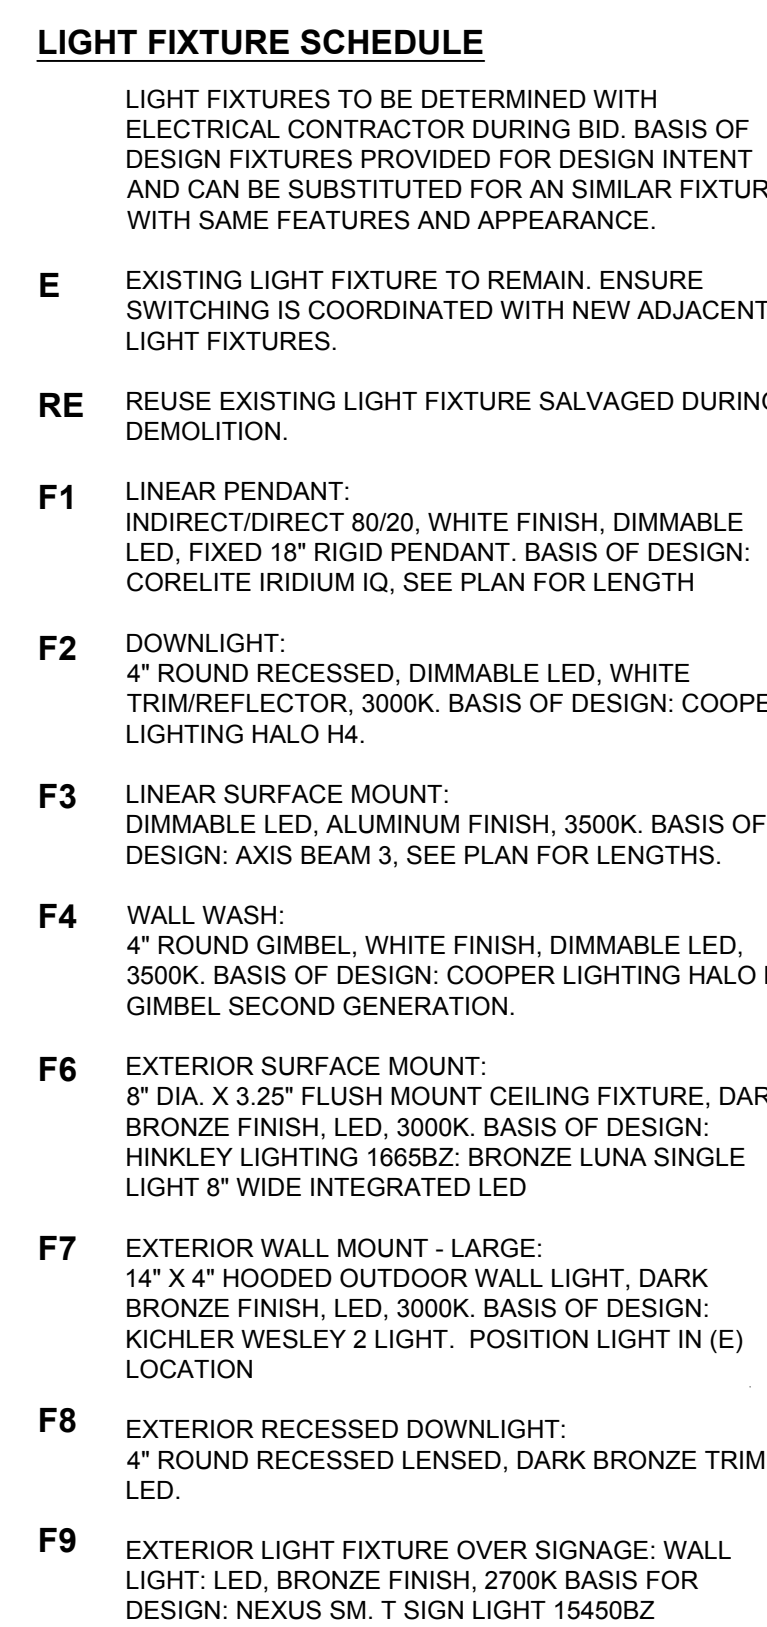 LIGHT FIXTURE SCHEDULE
LIGHT FIXTURES TO BE DETERMINED WITH
ELECTRICAL CONTRACTOR DURING BID. BASIS OF
DESIGN FIXTURES PROVIDED FOR DESIGN INTENT
AND CAN BE SUBSTITUTED FOR AN SIMILAR FIXTUR
WITH SAME FEATURES AND APPEARANCE.
E EXISTING LIGHT FIXTURE TO REMAIN. ENSURE
SWITCHING IS COORDINATED WITH NEW ADJACENT
LIGHT FIXTURES.
RE REUSE EXISTING LIGHT FIXTURE SALVAGED DURING
DEMOLITION.
F1 LINEAR PENDANT:
INDIRECT/DIRECT 80/20, WHITE FINISH, DIMMABLE
LED, FIXED 18" RIGID PENDANT. BASIS OF DESIGN:
CORELITE IRIDIUM IQ, SEE PLAN FOR LENGTH
F2 DOWNLIGHT:
4" ROUND RECESSED, DIMMABLE LED, WHITE
TRIM/REFLECTOR, 3000K. BASIS OF DESIGN: COOPE
LIGHTING HALO H4.
F3 LINEAR SURFACE MOUNT:
DIMMABLE LED, ALUMINUM FINISH, 3500K. BASIS OF
DESIGN: AXIS BEAM 3, SEE PLAN FOR LENGTHS.
F4 WALL WASH:
4" ROUND GIMBEL, WHITE FINISH, DIMMABLE LED,
3500K. BASIS OF DESIGN: COOPER LIGHTING HALO
GIMBEL SECOND GENERATION.
F6 EXTERIOR SURFACE MOUNT:
8" DIA. X 3.25" FLUSH MOUNT CEILING FIXTURE, DAR
BRONZE FINISH, LED, 3000K. BASIS OF DESIGN:
HINKLEY LIGHTING 1665BZ: BRONZE LUNA SINGLE
LIGHT 8" WIDE INTEGRATED LED
F7 EXTERIOR WALL MOUNT - LARGE:
14" X 4" HOODED OUTDOOR WALL LIGHT, DARK
BRONZE FINISH, LED, 3000K. BASIS OF DESIGN:
KICHLER WESLEY 2 LIGHT. POSITION LIGHT IN (E)
LOCATION
F8 EXTERIOR RECESSED DOWNLIGHT:
4" ROUND RECESSED LENSED, DARK BRONZE TRIM
LED.
F9 EXTERIOR LIGHT FIXTURE OVER SIGNAGE: WALL
LIGHT: LED, BRONZE FINISH, 2700K BASIS FOR
DESIGN: NEXUS SM. T SIGN LIGHT 15450BZ